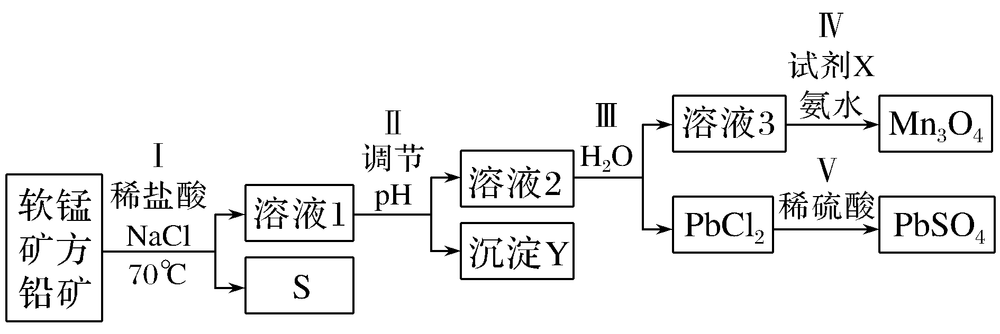 软锰
矿方
铅矿
Ⅰ
稀盐酸
NaCl
70℃
溶液1
S
Ⅱ
调节
pH
溶液2
沉淀Y
Ⅲ
H₂O
溶液3
PbCl₂
Ⅳ
试剂X
氨水
Mn₃O₄
Ⅴ
稀硫酸
PbSO₄